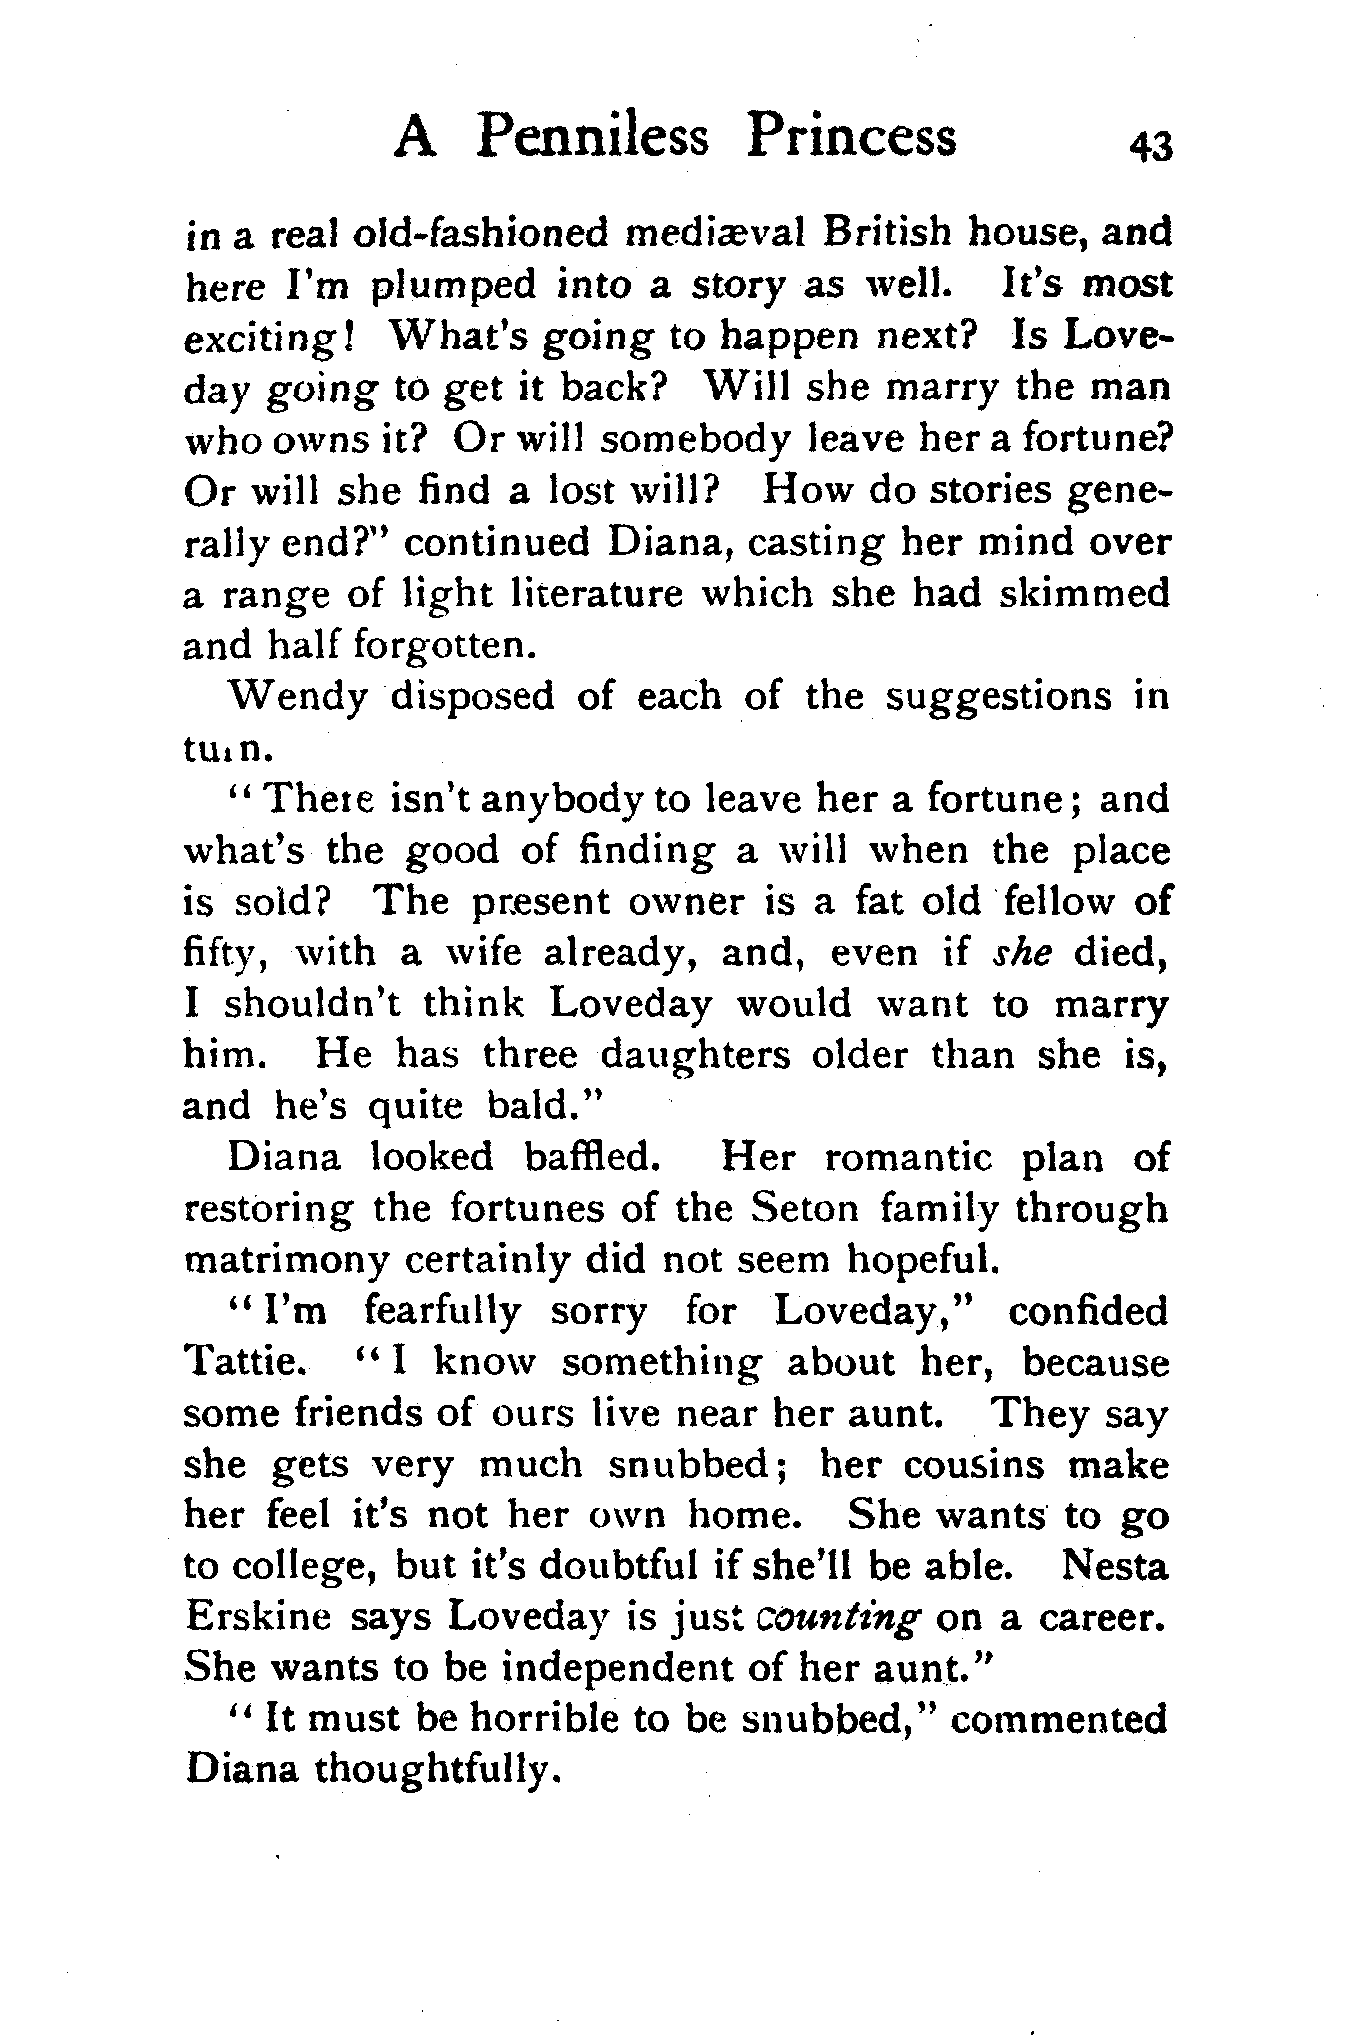 A Penniless Princess 43
in a real old-fashioned mediæval British house, and
here I'm plumped into a story as well. It's most
exciting! What's going to happen next? Is Love-
day going to get it back? Will she marry the man
who owns it? Or will somebody leave her a fortune?
Or will she find a lost will? How do stories gene-
rally end?" continued Diana, casting her mind over
a range of light literature which she had skimmed
and half forgotten.
Wendy disposed of each of the suggestions in
turn.
"There isn't anybody to leave her a fortune; and
what's the good of finding a will when the place
is sold? The present owner is a fat old fellow of
fifty, with a wife already, and, even if she died,
I shouldn't think Loveday would want to marry
him. He has three daughters older than she is,
and he's quite bald."
Diana looked baffled. Her romantic plan of
restoring the fortunes of the Seton family through
matrimony certainly did not seem hopeful.
"I'm fearfully sorry for Loveday," confided
Tattie. "I know something about her, because
some friends of ours live near her aunt. They say
she gets very much snubbed; her cousins make
her feel it's not her own home. She wants to go
to college, but it's doubtful if she'll be able. Nesta
Erskine says Loveday is just counting on a career.
She wants to be independent of her aunt."
"It must be horrible to be snubbed," commented
Diana thoughtfully.